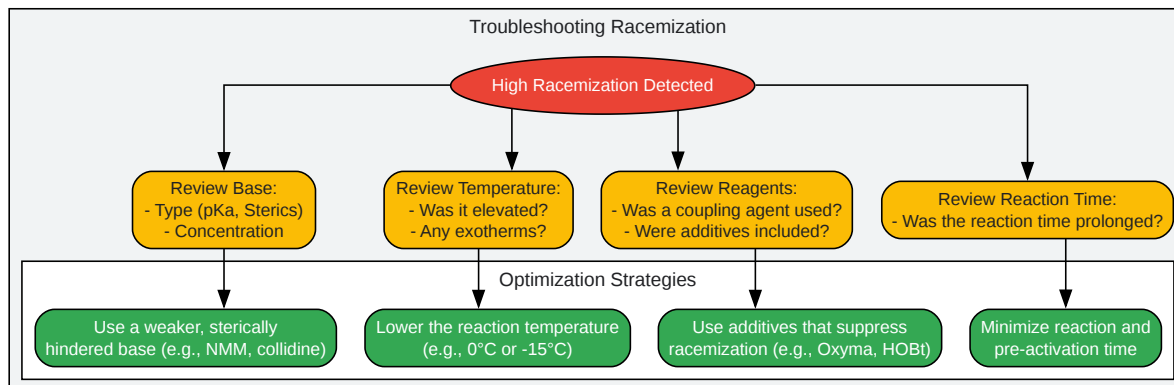 Troubleshooting Racemization
High Racemization Detected
Review Base:
- Type (pKa, Sterics)
- Concentration
Review Temperature:
- Was it elevated?
- Any exotherms?
Review Reagents:
- Was a coupling agent used?
- Were additives included?
Review Reaction Time:
- Was the reaction time prolonged?
Optimization Strategies
Use a weaker, sterically
hindered base (e.g., NMM, collidine)
Lower the reaction temperature
(e.g., 0°C or -15°C)
Use additives that suppress
racemization (e.g., Oxyma, HOBt)
Minimize reaction and
pre-activation time